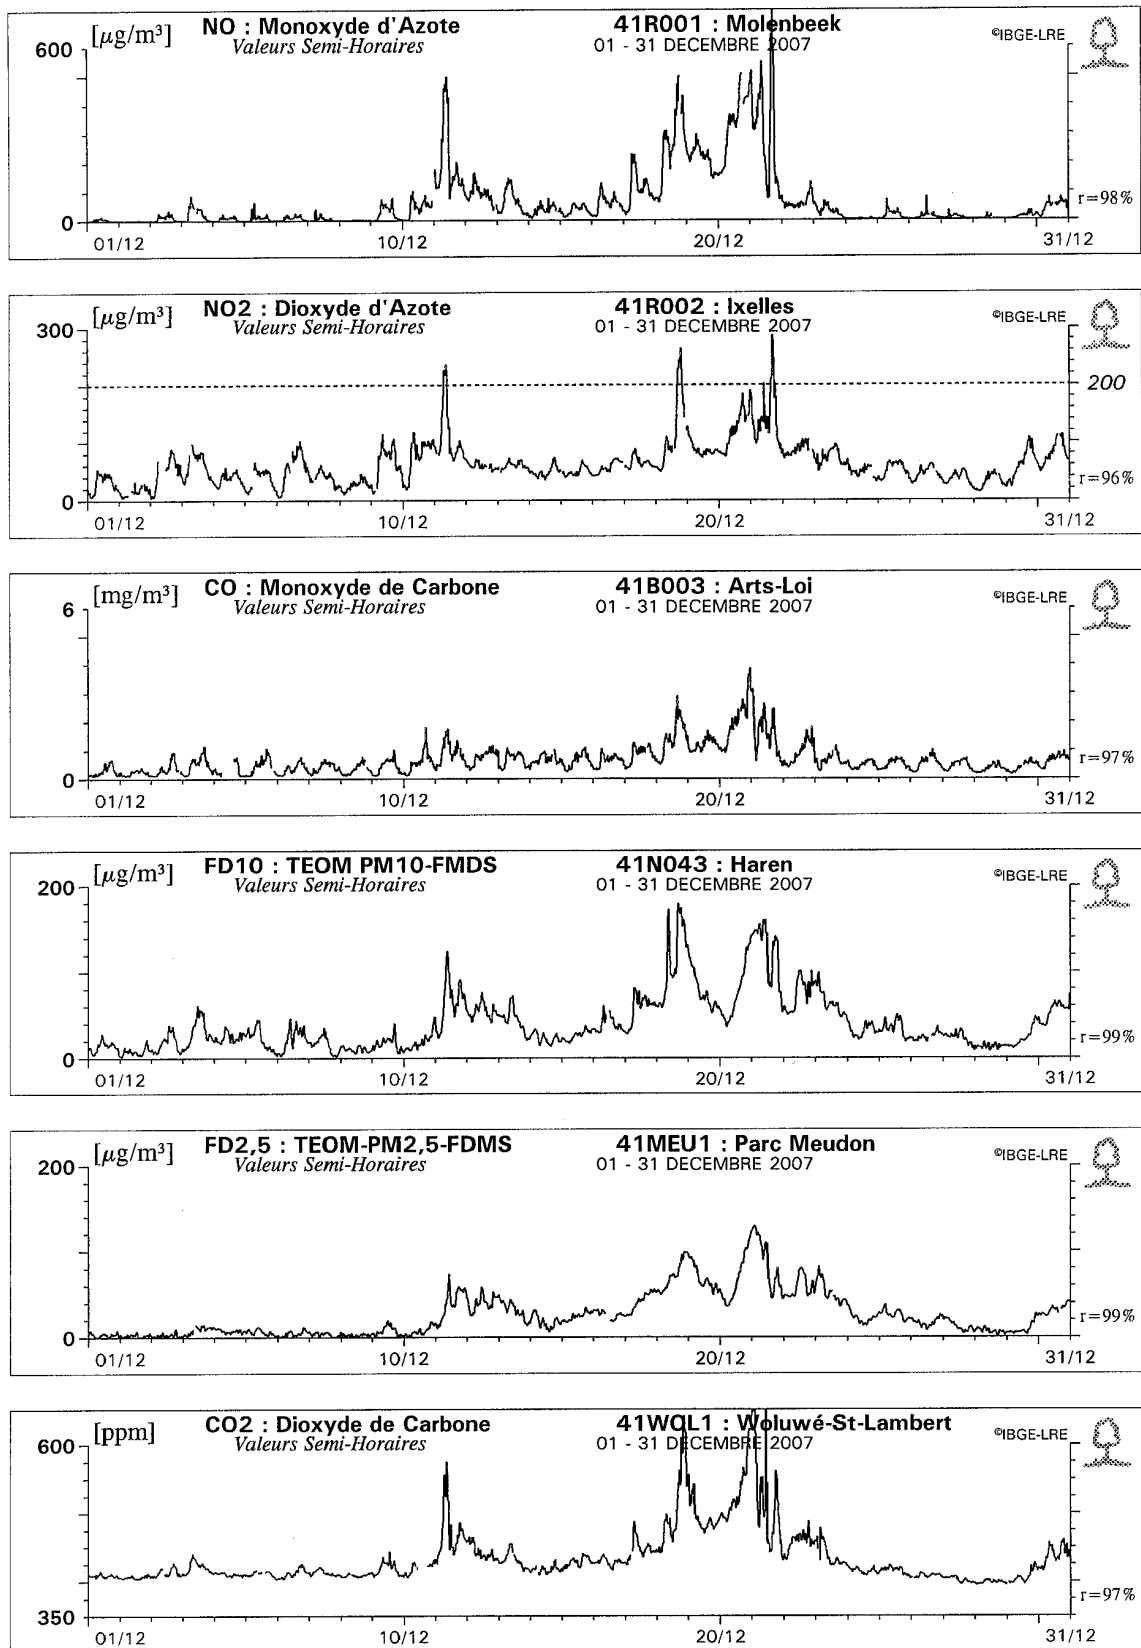 [µg/m³] NO : Monoxyde d'Azote 41R001 : Molenbeek
Valeurs Semi-Horaires 01 - 31 DECEMBRE 2007 ©IBGE-LRE
600
0
r=98%
01/12 10/12 20/12 31/12
[µg/m³] NO2 : Dioxyde d'Azote 41R002 : Ixelles
Valeurs Semi-Horaires 01 - 31 DECEMBRE 2007 ©IBGE-LRE
300
200
0
r=96%
01/12 10/12 20/12 31/12
[mg/m³] CO : Monoxyde de Carbone 41B003 : Arts-Loi
Valeurs Semi-Horaires 01 - 31 DECEMBRE 2007 ©IBGE-LRE
6
0
r=97%
01/12 10/12 20/12 31/12
[µg/m³] FD10 : TEOM PM10-FMDS 41N043 : Haren
Valeurs Semi-Horaires 01 - 31 DECEMBRE 2007 ©IBGE-LRE
200
0
r=99%
01/12 10/12 20/12 31/12
[µg/m³] FD2,5 : TEOM-PM2,5-FDMS 41MEU1 : Parc Meudon
Valeurs Semi-Horaires 01 - 31 DECEMBRE 2007 ©IBGE-LRE
200
0
r=99%
01/12 10/12 20/12 31/12
[ppm] CO2 : Dioxyde de Carbone 41WOL1 : Woluwé-St-Lambert
Valeurs Semi-Horaires 01 - 31 DECEMBRE 2007 ©IBGE-LRE
600
350
r=97%
01/12 10/12 20/12 31/12